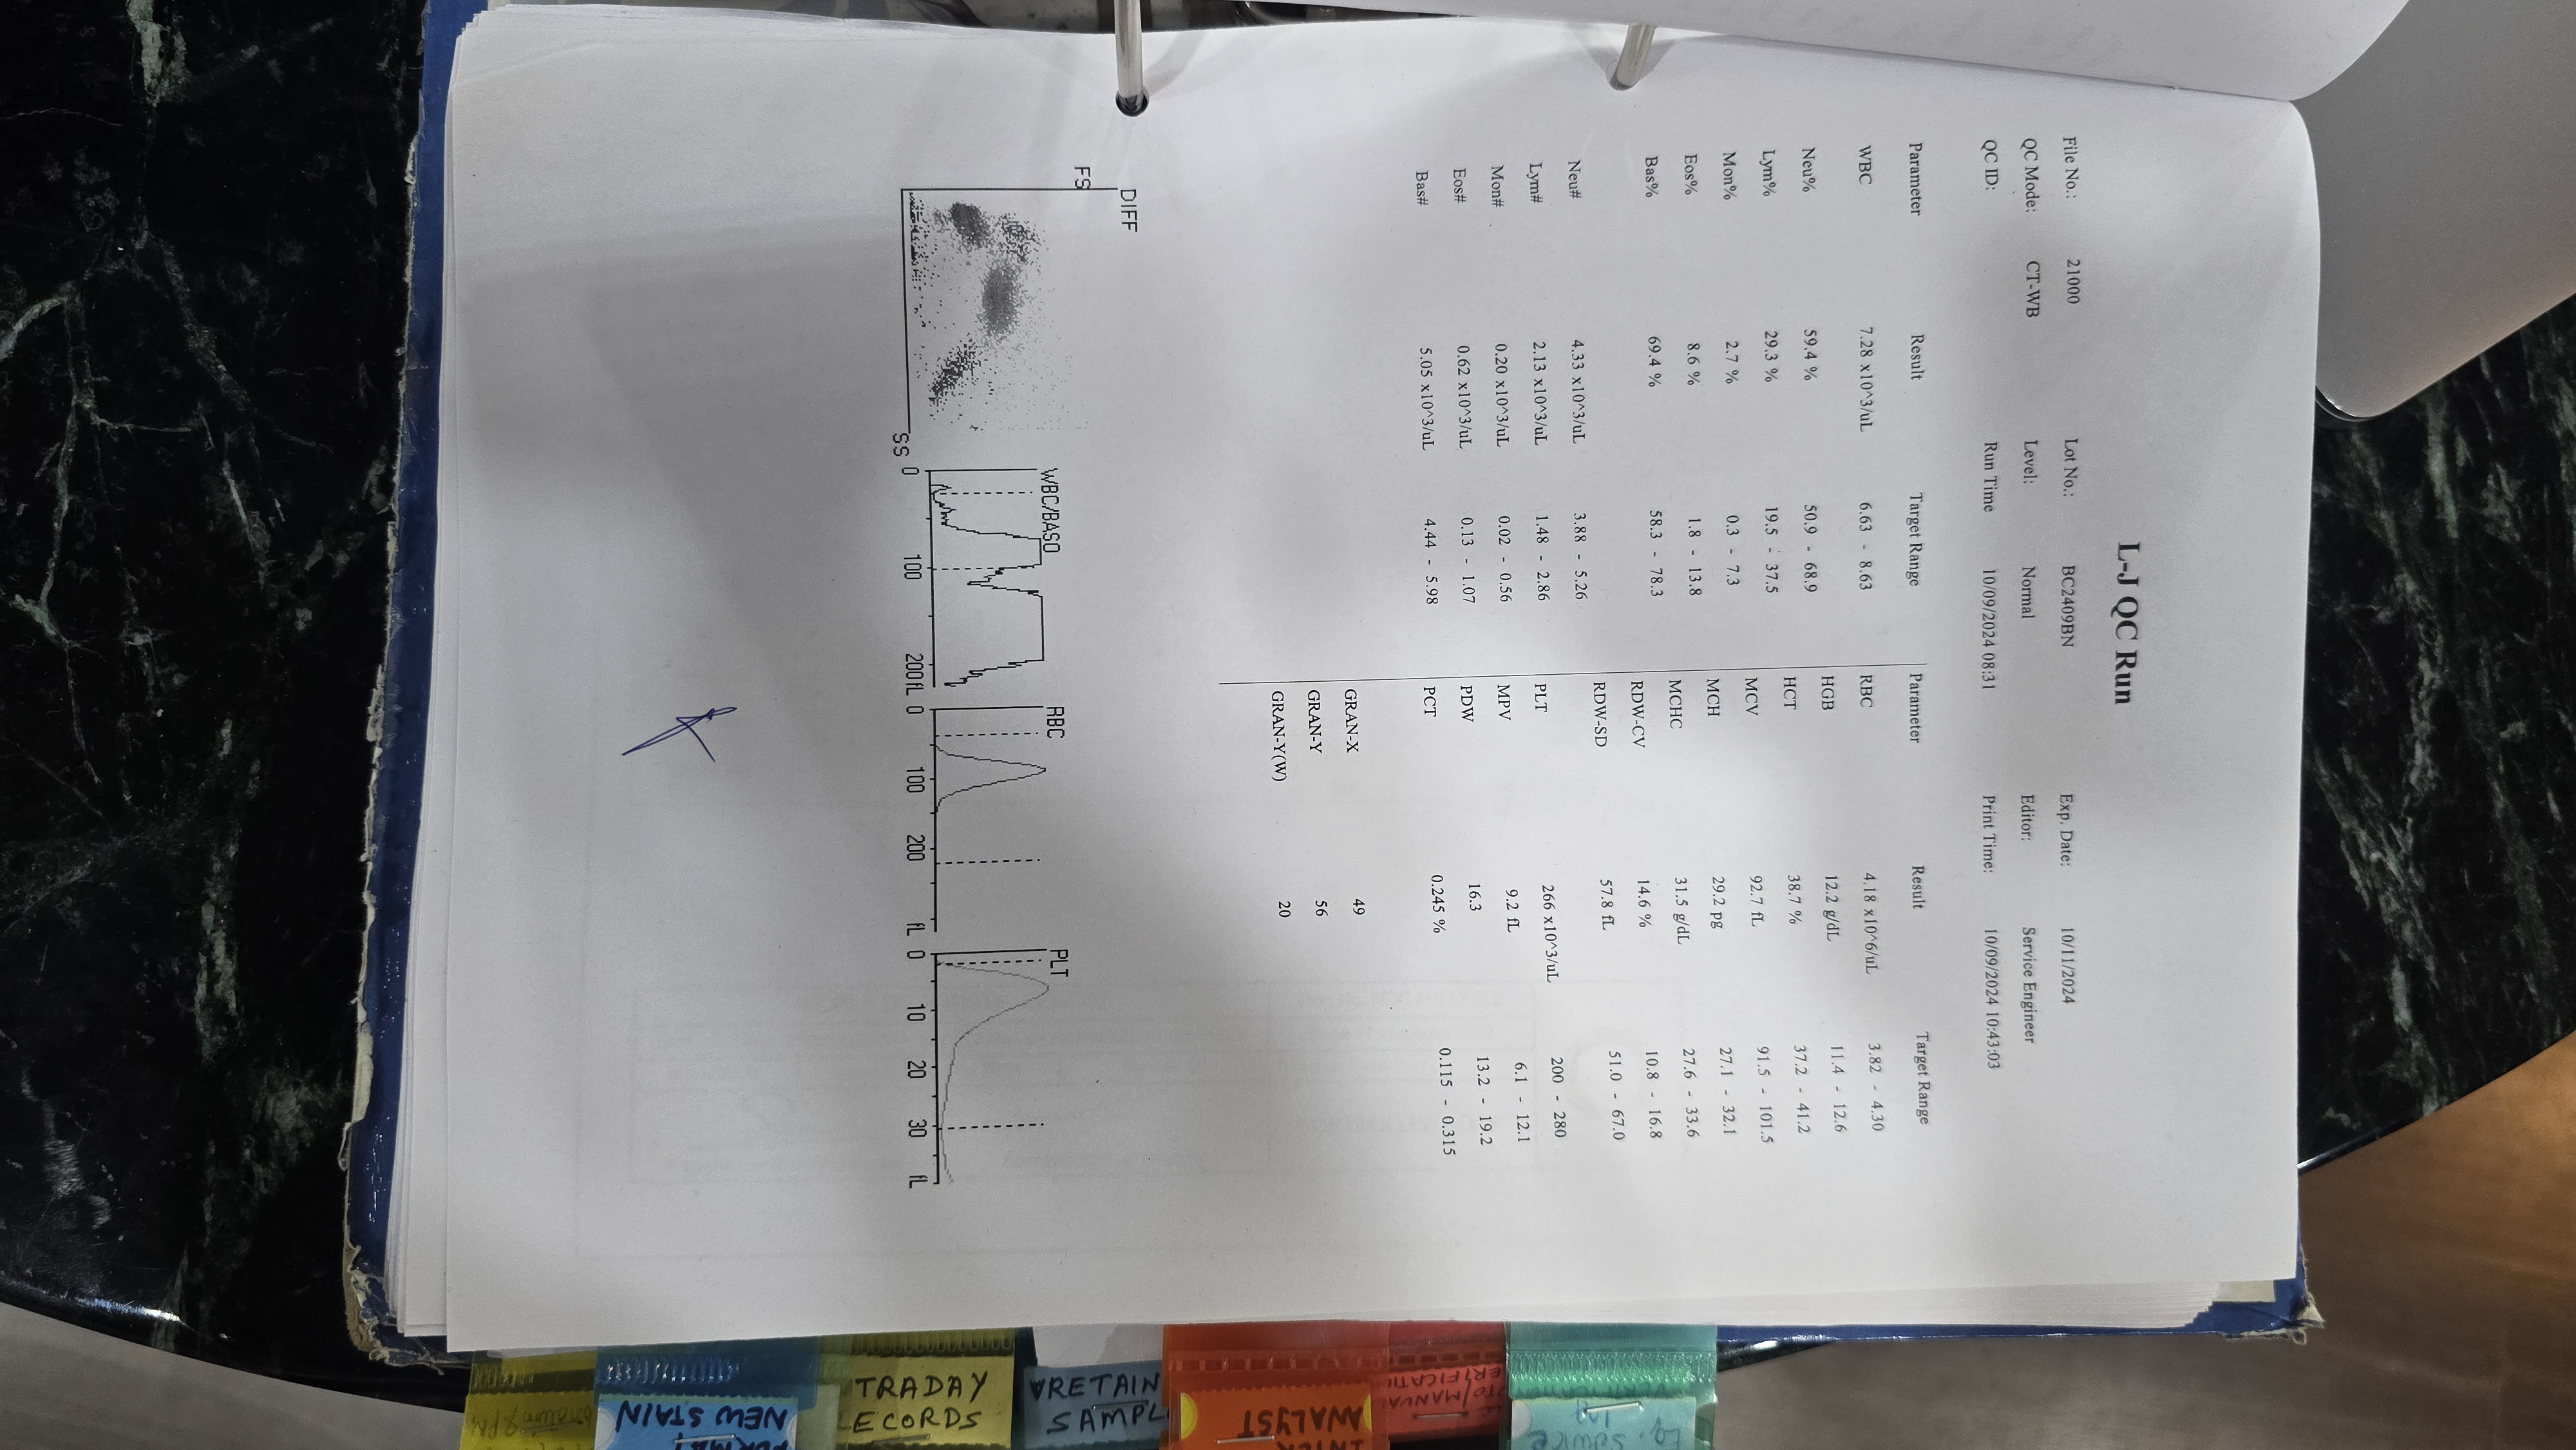 L-J QC Run
File No.: 21000 Lot No.: BC2409BN Exp. Date: 10/11/2024
QC Mode: CT-WB Level: Normal Editor: Service Engineer
QC ID: Run Time 10/09/2024 08:31 Print Time: 10/09/2024 10:43:03
Parameter Result Target Range Parameter Result Target Range
WBC 7.28 x10^3/uL 6.63 - 8.63 RBC 4.18 x10^6/uL 3.82 - 4.30
HGB 12.2 g/dL 11.4 - 12.6
Neu% 59.4 % 50.9 - 68.9 HCT 38.7 % 37.2 - 41.2
Lym% 29.3 % 19.5 - 37.5 MCV 92.7 fL 91.5 - 101.5
Mon% 2.7 % 0.3 - 7.3 MCH 29.2 pg 27.1 - 32.1
Eos% 8.6 % 1.8 - 13.8 MCHC 31.5 g/dL 27.6 - 33.6
Bas% 69.4 % 58.3 - 78.3 RDW-CV 14.6 % 10.8 - 16.8
RDW-SD 57.8 fL 51.0 - 67.0
Neu# 4.33 x10^3/uL 3.88 - 5.26
Lym# 2.13 x10^3/uL 1.48 - 2.86 PLT 266 x10^3/uL 200 - 280
Mon# 0.20 x10^3/uL 0.02 - 0.56 MPV 9.2 fL 6.1 - 12.1
Eos# 0.62 x10^3/uL 0.13 - 1.07 PDW 16.3 13.2 - 19.2
Bas# 5.05 x10^3/uL 4.44 - 5.98 PCT 0.245 % 0.115 - 0.315
GRAN-X 49
GRAN-Y 56
GRAN-Y(W) 20
DIFF
FS
SS
WBC/BASO
0 100 200 fL
RBC
0 100 200 fL
PLT
0 10 20 30 fL
NEW STAIN
TRADAY
ECORDS
RETAIN
SAMPL
ANALYST
TO/MANUAL
ERIFICATI
Eq. Service